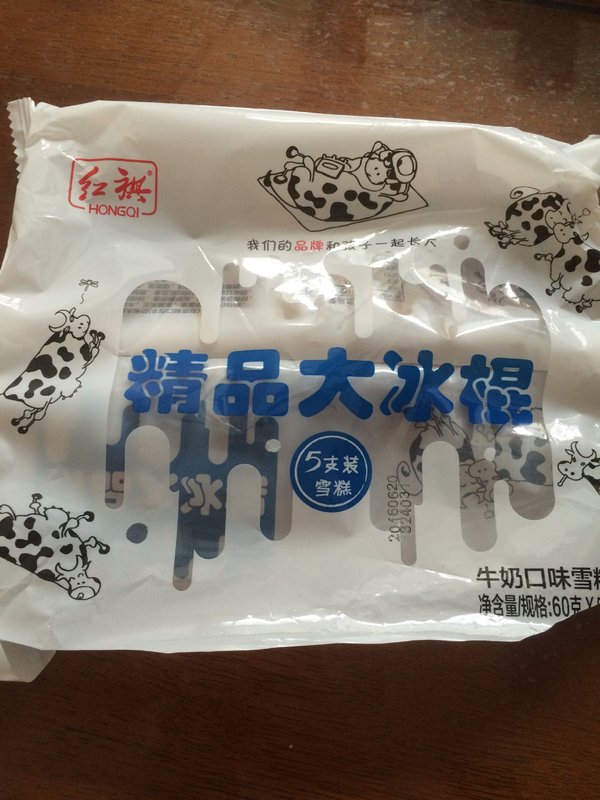 红祺®
HONGQI
我们的品牌和孩子一起长大
精品大冰棍
5支装
雪糕
20160620
牛奶口味雪糕
净含量/规格:60克